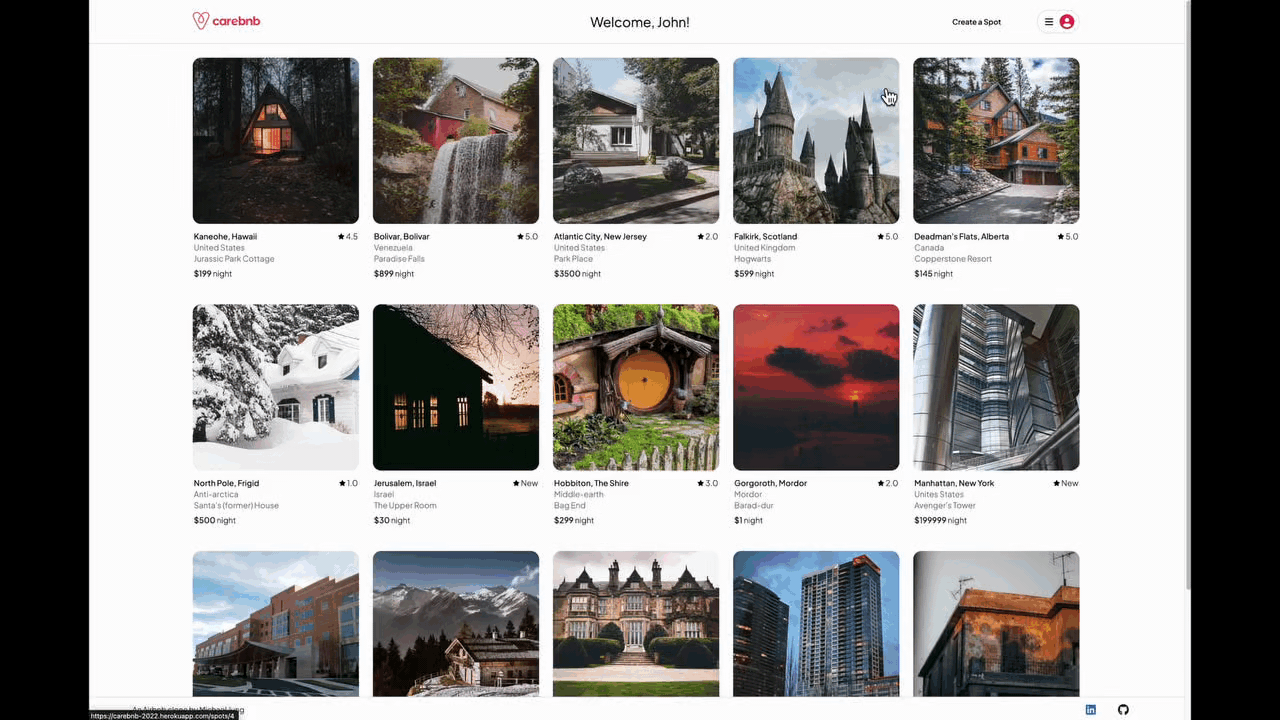 carebnb
Welcome, John!
Create a Spot
Kaneohe, Hawaii
4.5
United States
Jurassic Park Cottage
$199 night
Bolivar, Bolivar
5.0
Venezuela
Paradise Falls
$899 night
Atlantic City, New Jersey
2.0
United States
Park Place
$3500 night
Falkirk, Scotland
5.0
United Kingdom
Hogwarts
$599 night
Deadman's Flats, Alberta
5.0
Canada
Copperstone Resort
$145 night
North Pole, Frigid
1.0
Anti-arctica
Santa's (former) House
$500 night
Jerusalem, Israel
New
Israel
The Upper Room
$30 night
Hobbiton, The Shire
3.0
Middle-earth
Bag End
$299 night
Gorgoroth, Mordor
2.0
Mordor
Barad-dur
$1 night
Manhattan, New York
New
Unites States
Avenger's Tower
$199999 night
An Airbnb clone by Michael
https://carebnb-2022.herokuapp.com/spots/4